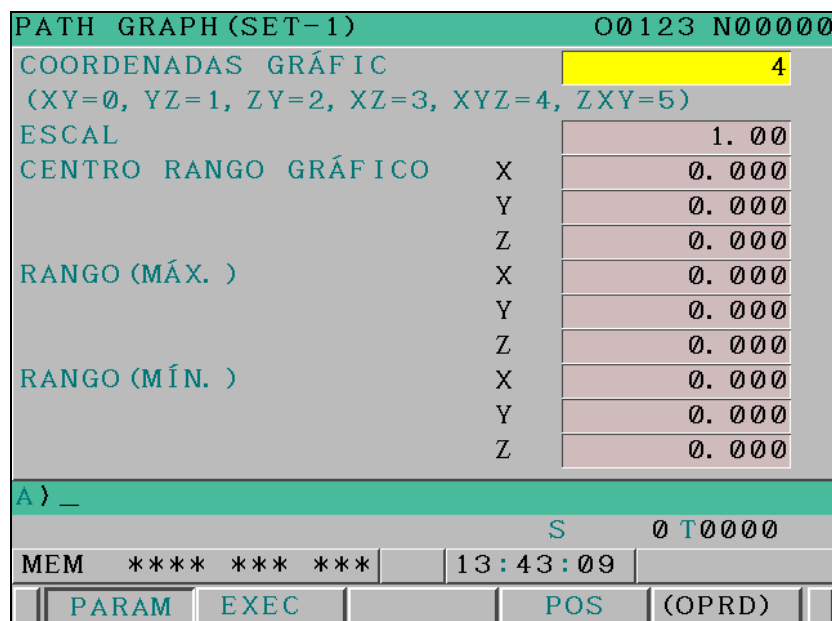 PATH GRAPH(SET-1) O0123 N00000
COORDENADAS GRÁFIC 4
(XY=0, YZ=1, ZY=2, XZ=3, XYZ=4, ZXY=5)
ESCAL 1. 00
CENTRO RANGO GRÁFICO X 0. 000
Y 0. 000
Z 0. 000
RANGO(MÁX. ) X 0. 000
Y 0. 000
Z 0. 000
RANGO(MÍN. ) X 0. 000
Y 0. 000
Z 0. 000
A)_
S 0 T0000
MEM **** *** *** 13:43:09
PARAM EXEC POS (OPRD)